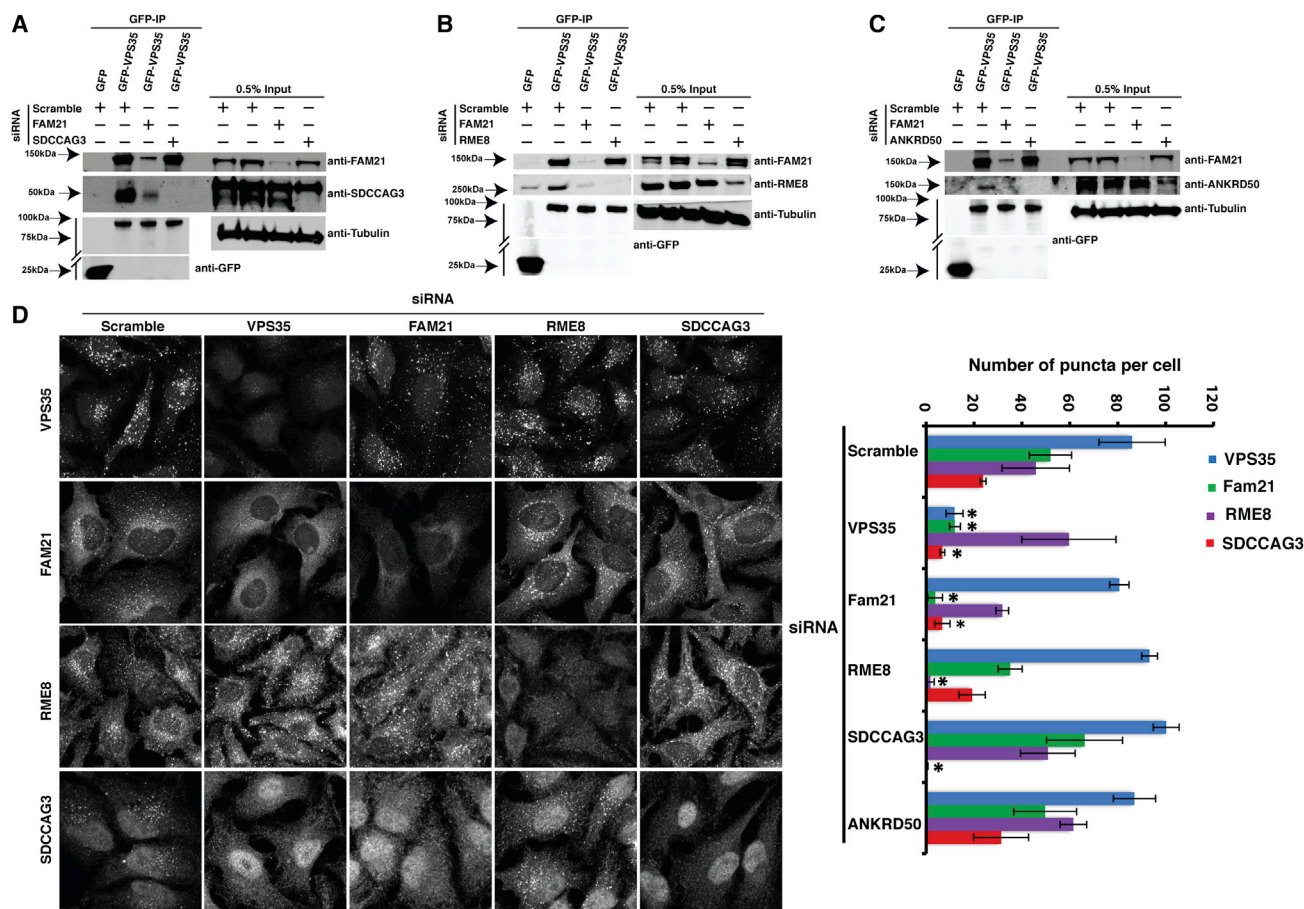 A
GFP-IP
GFP
GFP-VPS35
GFP-VPS35
GFP-VPS35
0.5% Input
siRNA
Scramble + + – – + + – –
FAM21 – – + – – – + –
SDCCAG3 – – – + – – – +
150kDa
anti-FAM21
50kDa
anti-SDCCAG3
100kDa
75kDa
anti-Tubulin
25kDa
anti-GFP
B
GFP-IP
GFP
GFP-VPS35
GFP-VPS35
GFP-VPS35
0.5% Input
siRNA
Scramble + + – – + + – –
FAM21 – – + – – – + –
RME8 – – – + – – – +
150kDa
anti-FAM21
250kDa
anti-RME8
100kDa
75kDa
anti-Tubulin
anti-GFP
25kDa
C
GFP-IP
GFP
GFP-VPS35
GFP-VPS35
GFP-VPS35
0.5% Input
siRNA
Scramble + + – – + + – –
FAM21 – – + – – – + –
ANKRD50 – – – + – – – +
150kDa
anti-FAM21
150kDa
anti-ANKRD50
100kDa
75kDa
anti-Tubulin
anti-GFP
25kDa
D
siRNA
Scramble VPS35 FAM21 RME8 SDCCAG3
VPS35
FAM21
RME8
SDCCAG3
Number of puncta per cell
0 20 40 60 80 100 120
siRNA
Scramble
VPS35
* * *
Fam21
* *
RME8
*
SDCCAG3
*
ANKRD50
VPS35
Fam21
RME8
SDCCAG3